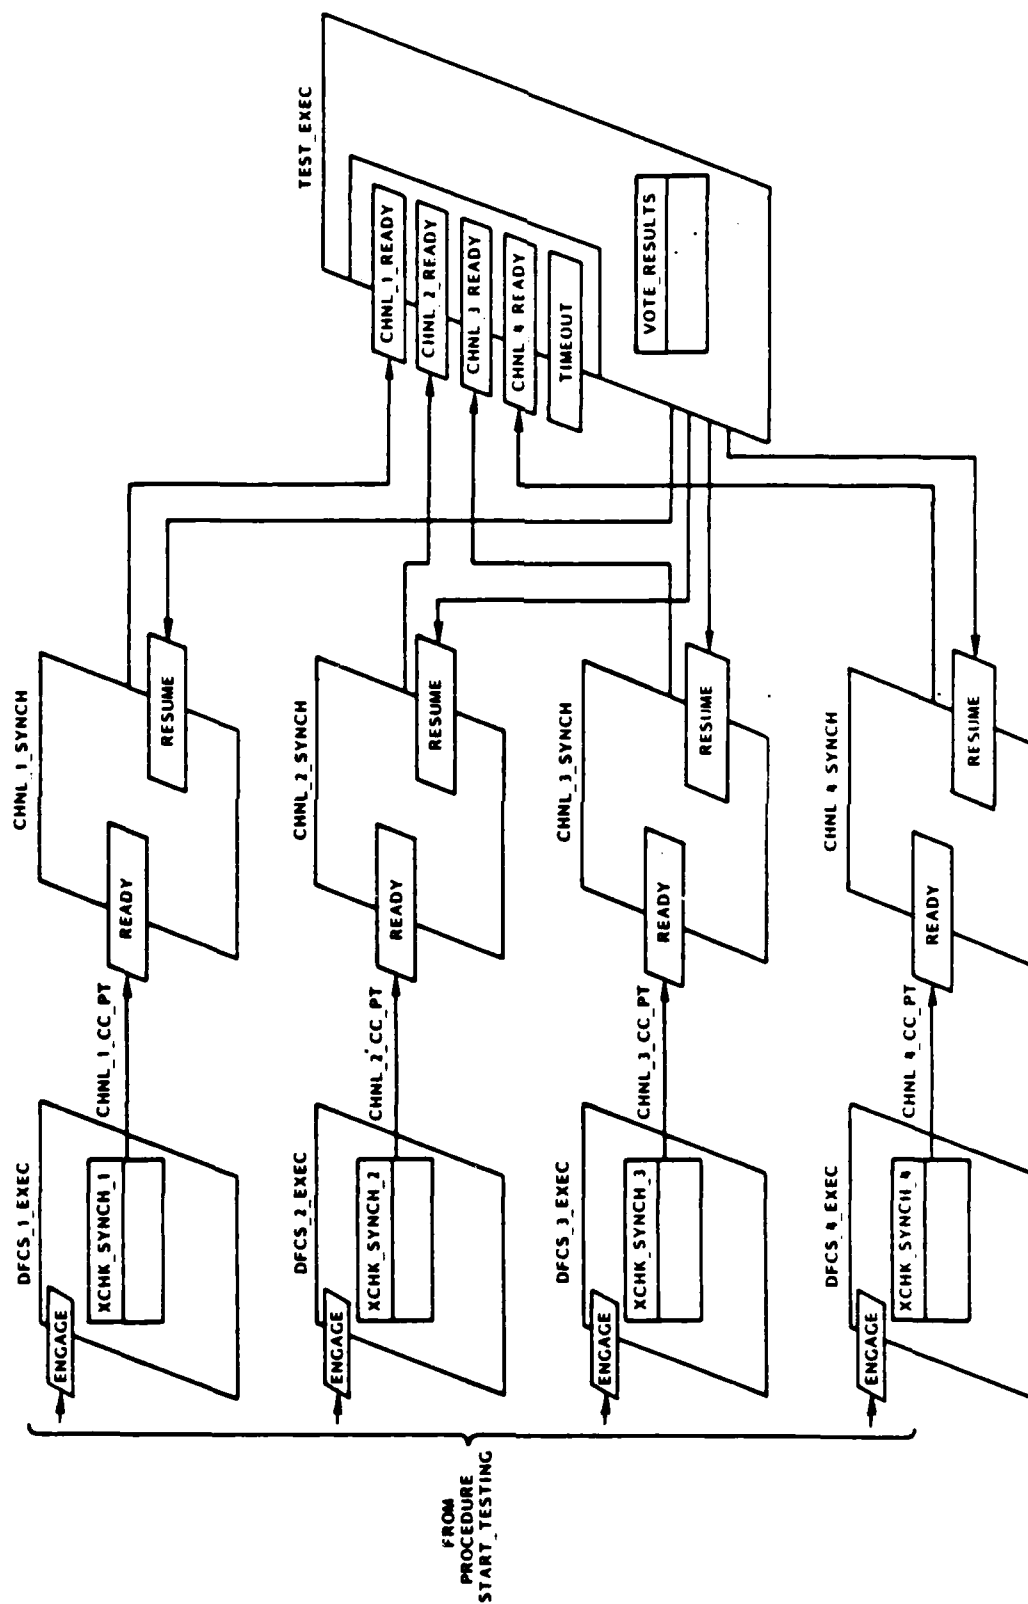 FROM
PROCEDURE
START_TESTING
DFCS_1_EXEC
ENGAGE
XCHK_SYNCH_1
CHNL_1_CC_PT
CHNL_1_SYNCH
READY
RESUME
DFCS_2_EXEC
ENGAGE
XCHK_SYNCH_2
CHNL_2_CC_PT
CHNL_2_SYNCH
READY
RESUME
DFCS_3_EXEC
ENGAGE
XCHK_SYNCH_3
CHNL_3_CC_PT
CHNL_3_SYNCH
READY
RESUME
DFCS_4_EXEC
ENGAGE
XCHK_SYNCH_4
CHNL_4_CC_PT
CHNL_4_SYNCH
READY
RESUME
TEST_EXEC
CHNL_1_READY
CHNL_2_READY
CHNL_3_READY
CHNL_4_READY
TIMEOUT
VOTE_RESULTS